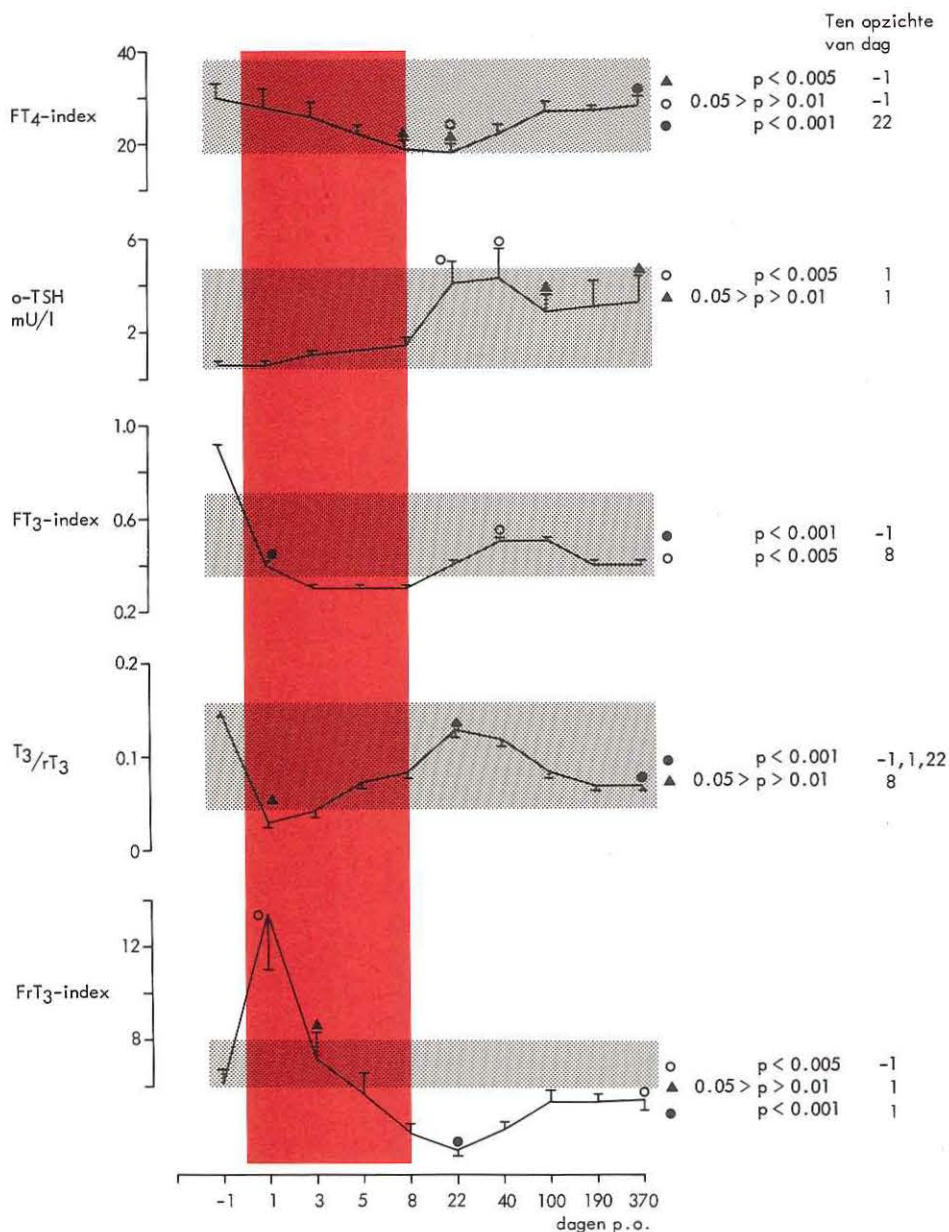 Ten opzichte
van dag
40
20
FT4-index
▲ p < 0.005 -1
○ 0.05 > p > 0.01 -1
● p < 0.001 22
6
2
o-TSH
mU/l
○ p < 0.005 1
▲ 0.05 > p > 0.01 1
1.0
0.6
0.2
FT3-index
● p < 0.001 -1
○ p < 0.005 8
0.2
0.1
0
T3/rT3
● p < 0.001 -1,1,22
▲ 0.05 > p > 0.01 8
12
8
FrT3-index
○ p < 0.005 -1
▲ 0.05 > p > 0.01 1
● p < 0.001 1
-1 1 3 5 8 22 40 100 190 370
dagen p.o.